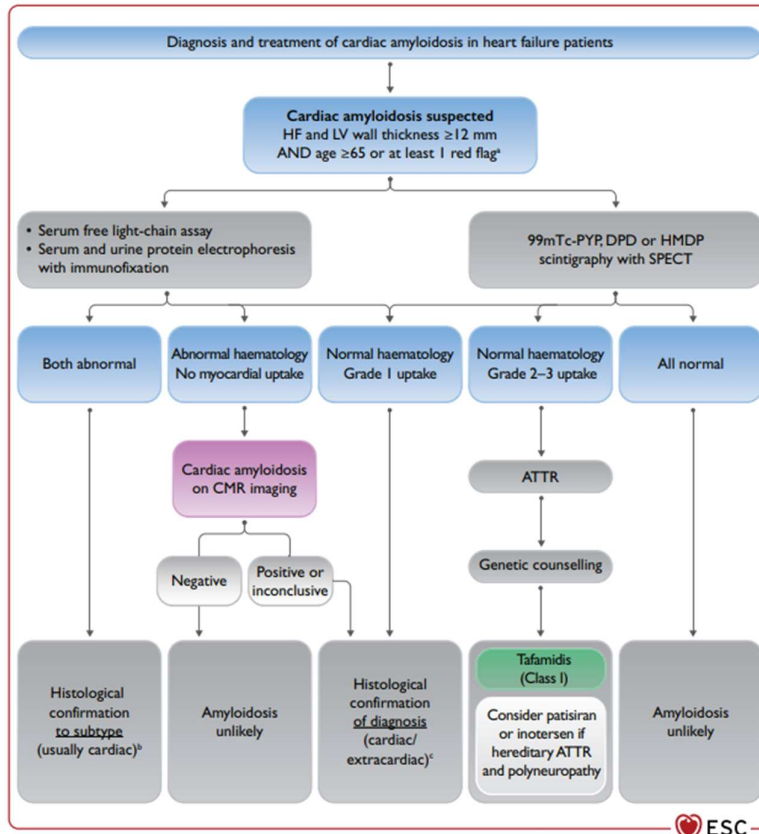 Diagnosis and treatment of cardiac amyloidosis in heart failure patients
Cardiac amyloidosis suspected
HF and LV wall thickness ≥12 mm
AND age ≥65 or at least 1 red flagᵃ
• Serum free light-chain assay
• Serum and urine protein electrophoresis
with immunofixation
99mTc-PYP, DPD or HMDP
scintigraphy with SPECT
Both abnormal
Abnormal haematology
No myocardial uptake
Normal haematology
Grade 1 uptake
Normal haematology
Grade 2–3 uptake
All normal
Cardiac amyloidosis
on CMR imaging
ATTR
Negative
Positive or
inconclusive
Genetic counselling
Histological
confirmation
to subtype
(usually cardiac)ᵇ
Amyloidosis
unlikely
Histological
confirmation
of diagnosis
(cardiac/
extracardiac)ᶜ
Tafamidis
(Class I)
Consider patisiran
or inotersen if
hereditary ATTR
and polyneuropathy
Amyloidosis
unlikely
ESC